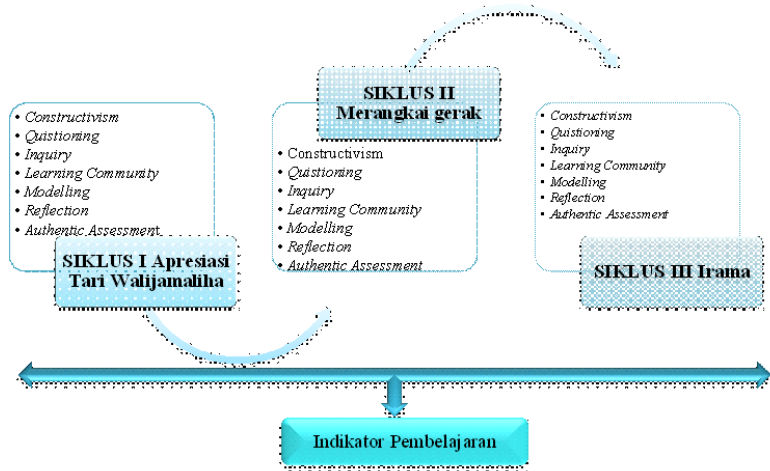 • Constructivism
• Quistioning
• Inquiry
• Learning Community
• Modelling
• Reflection
• Authentic Assessment
SIKLUS I Apresiasi
Tari Walijamaliha
SIKLUS II
Merangkai gerak
• Constructivism
• Quistioning
• Inquiry
• Learning Community
• Modelling
• Reflection
• Authentic Assessment
• Constructivism
• Quistioning
• Inquiry
• Learning Community
• Modelling
• Reflection
• Authentic Assessment
SIKLUS III Irama
Indikator Pembelajaran